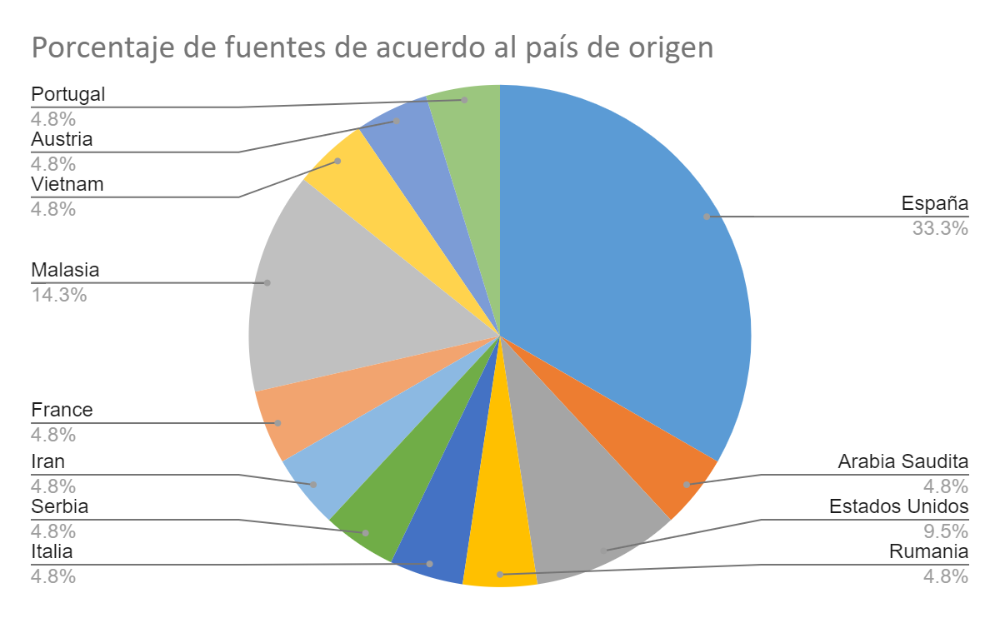 Porcentaje de fuentes de acuerdo al país de origen
Portugal
4.8%
Austria
4.8%
Vietnam
4.8%
Malasia
14.3%
France
4.8%
Iran
4.8%
Serbia
4.8%
Italia
4.8%
España
33.3%
Arabia Saudita
4.8%
Estados Unidos
9.5%
Rumania
4.8%